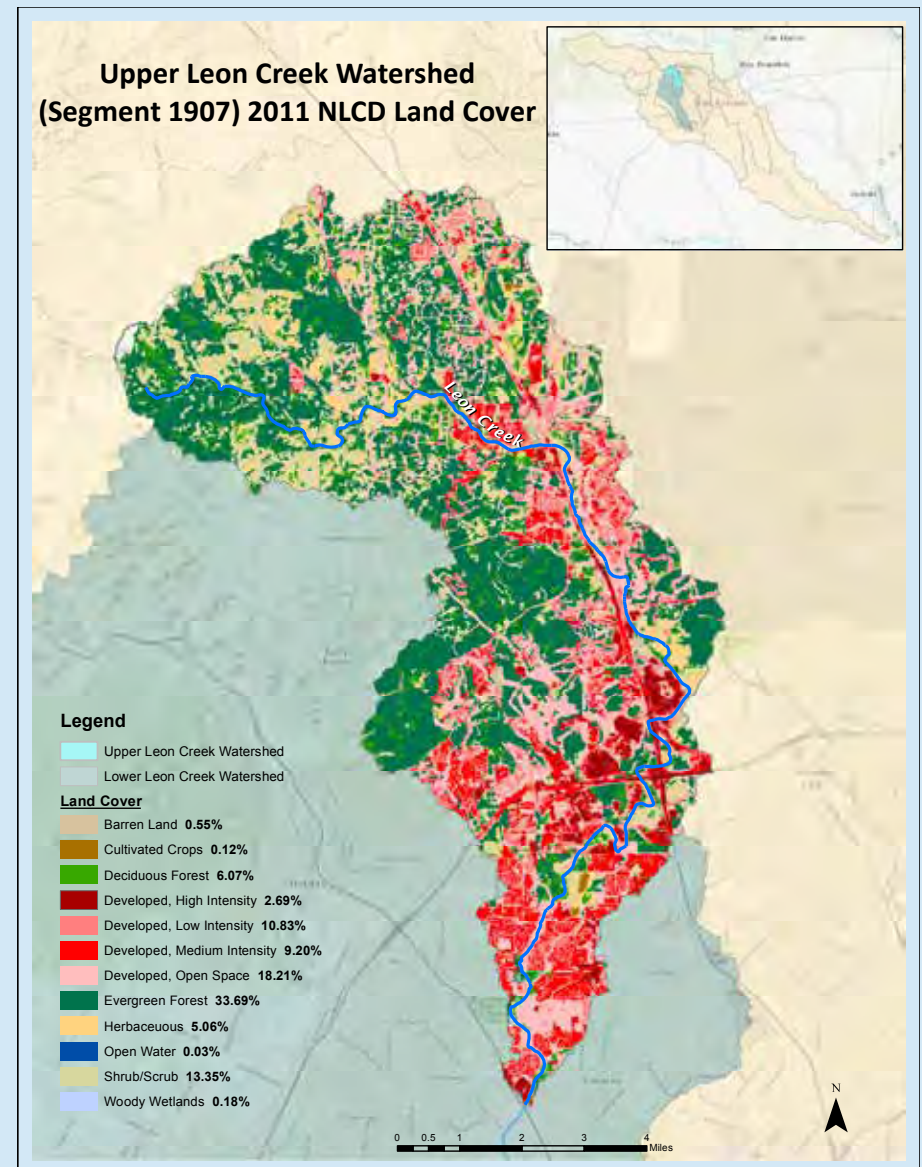 Upper Leon Creek Watershed
(Segment 1907) 2011 NLCD Land Cover
Leon Creek
Legend
Upper Leon Creek Watershed
Lower Leon Creek Watershed
Land Cover
Barren Land 0.55%
Cultivated Crops 0.12%
Deciduous Forest 6.07%
Developed, High Intensity 2.69%
Developed, Low Intensity 10.83%
Developed, Medium Intensity 9.20%
Developed, Open Space 18.21%
Evergreen Forest 33.69%
Herbaceuous 5.06%
Open Water 0.03%
Shrub/Scrub 13.35%
Woody Wetlands 0.18%
N
0 0.5 1 2 3 4
Miles